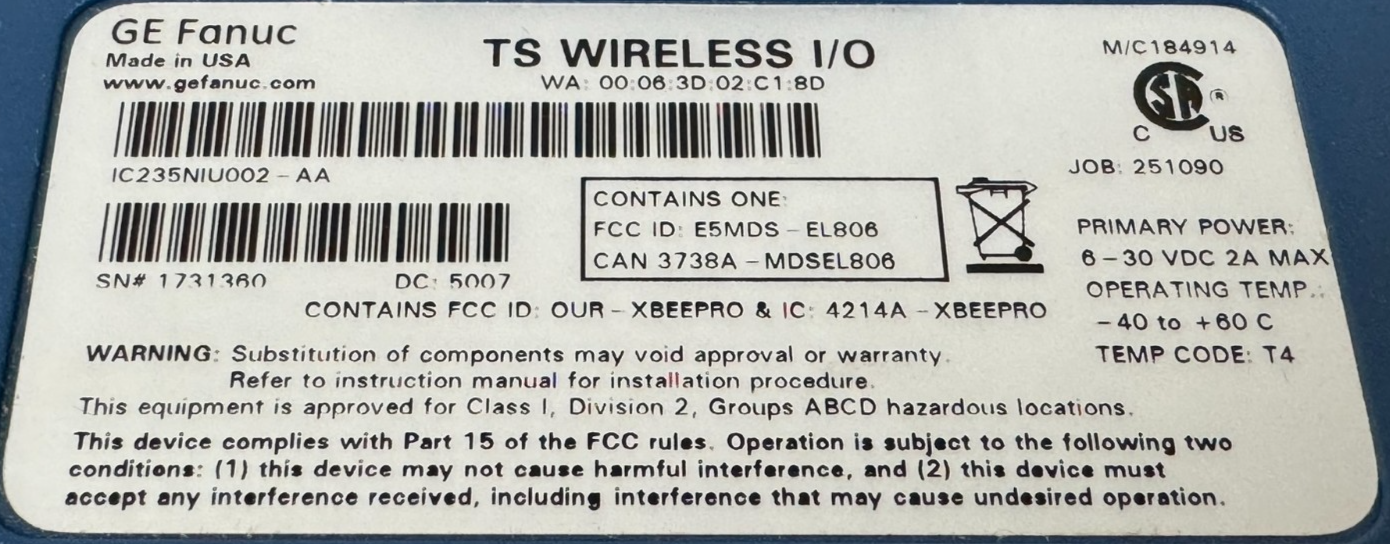 GE Fanuc
Made in USA
www.gefanuc.com
TS WIRELESS I/O
WA: 00:06:3D:02:C1:8D
IC235NIU002-AA
SN# 1731360 DC: 5007
CONTAINS ONE:
FCC ID: E5MDS-EL806
CAN 3738A-MDSEL806
M/C184914
CSA ®
C US
JOB: 251090
PRIMARY POWER:
6-30 VDC 2A MAX
OPERATING TEMP.:
-40 to +60 C
TEMP CODE: T4
CONTAINS FCC ID: OUR-XBEEPRO & IC: 4214A-XBEEPRO
WARNING: Substitution of components may void approval or warranty.
Refer to instruction manual for installation procedure.
This equipment is approved for Class I, Division 2, Groups ABCD hazardous locations.
This device complies with Part 15 of the FCC rules. Operation is subject to the following two
conditions: (1) this device may not cause harmful interference, and (2) this device must
accept any interference received, including interference that may cause undesired operation.